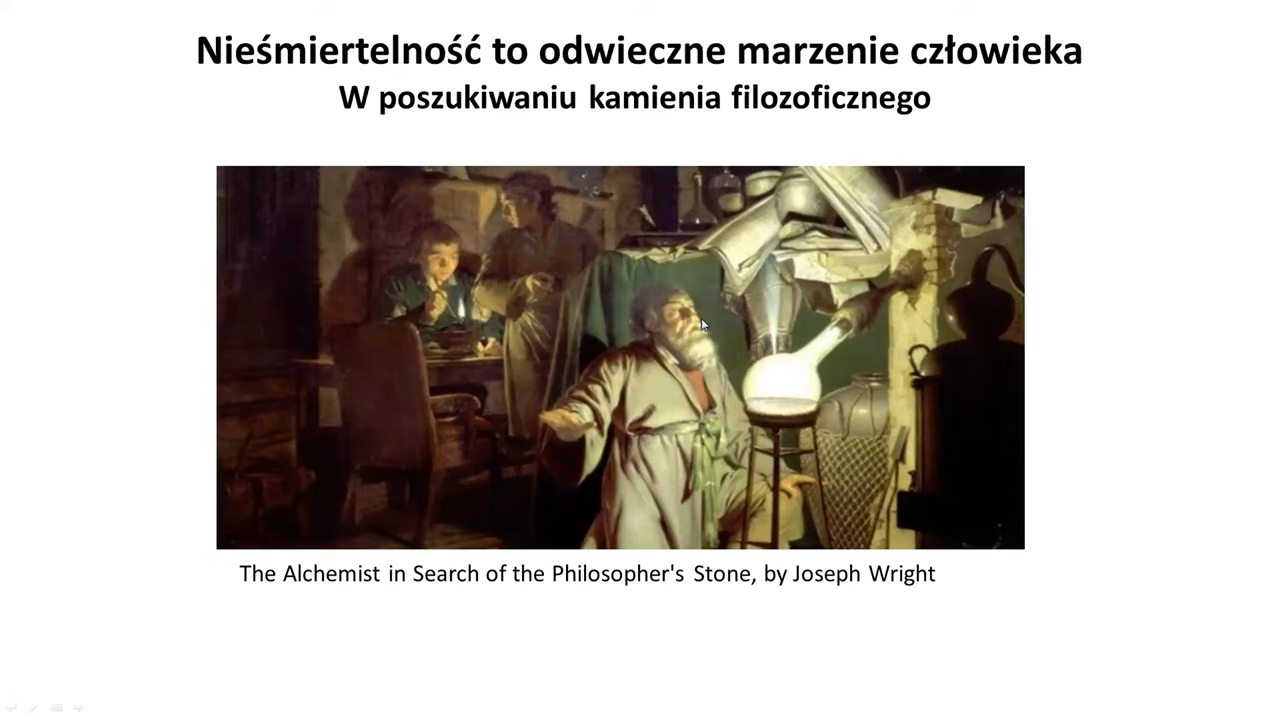 Nieśmiertelność to odwieczne marzenie człowieka
W poszukiwaniu kamienia filozoficznego
The Alchemist in Search of the Philosopher's Stone, by Joseph Wright